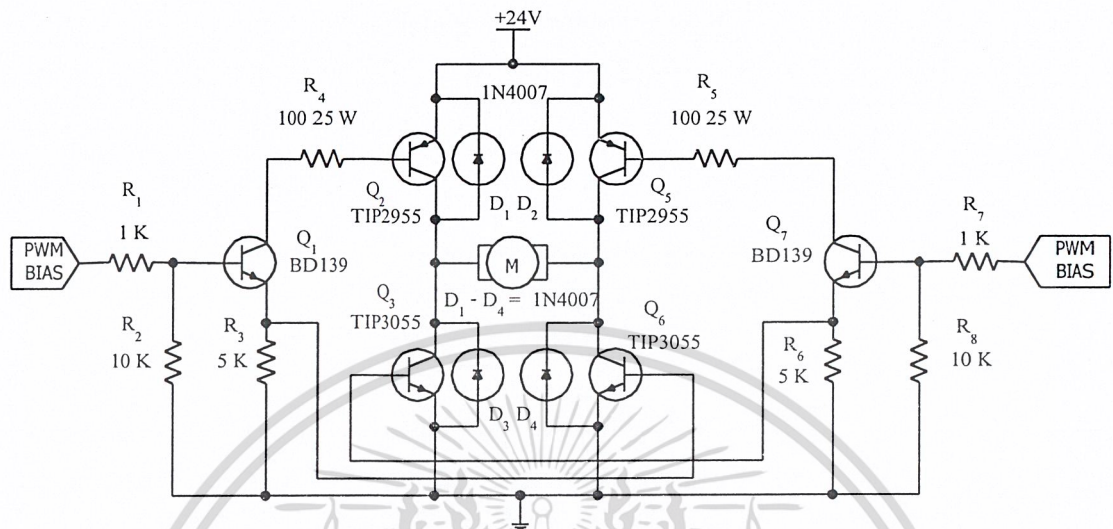 +24V
R4
100 25 W
1N4007
R5
100 25 W
Q2
TIP2955
D1 D2
Q5
TIP2955
R1
1 K
PWM
BIAS
Q1
BD139
M
Q7
BD139
R7
1 K
PWM
BIAS
Q3
TIP3055
D1 - D4 = 1N4007
Q6
TIP3055
R2
10 K
R3
5 K
R6
5 K
R8
10 K
D3 D4